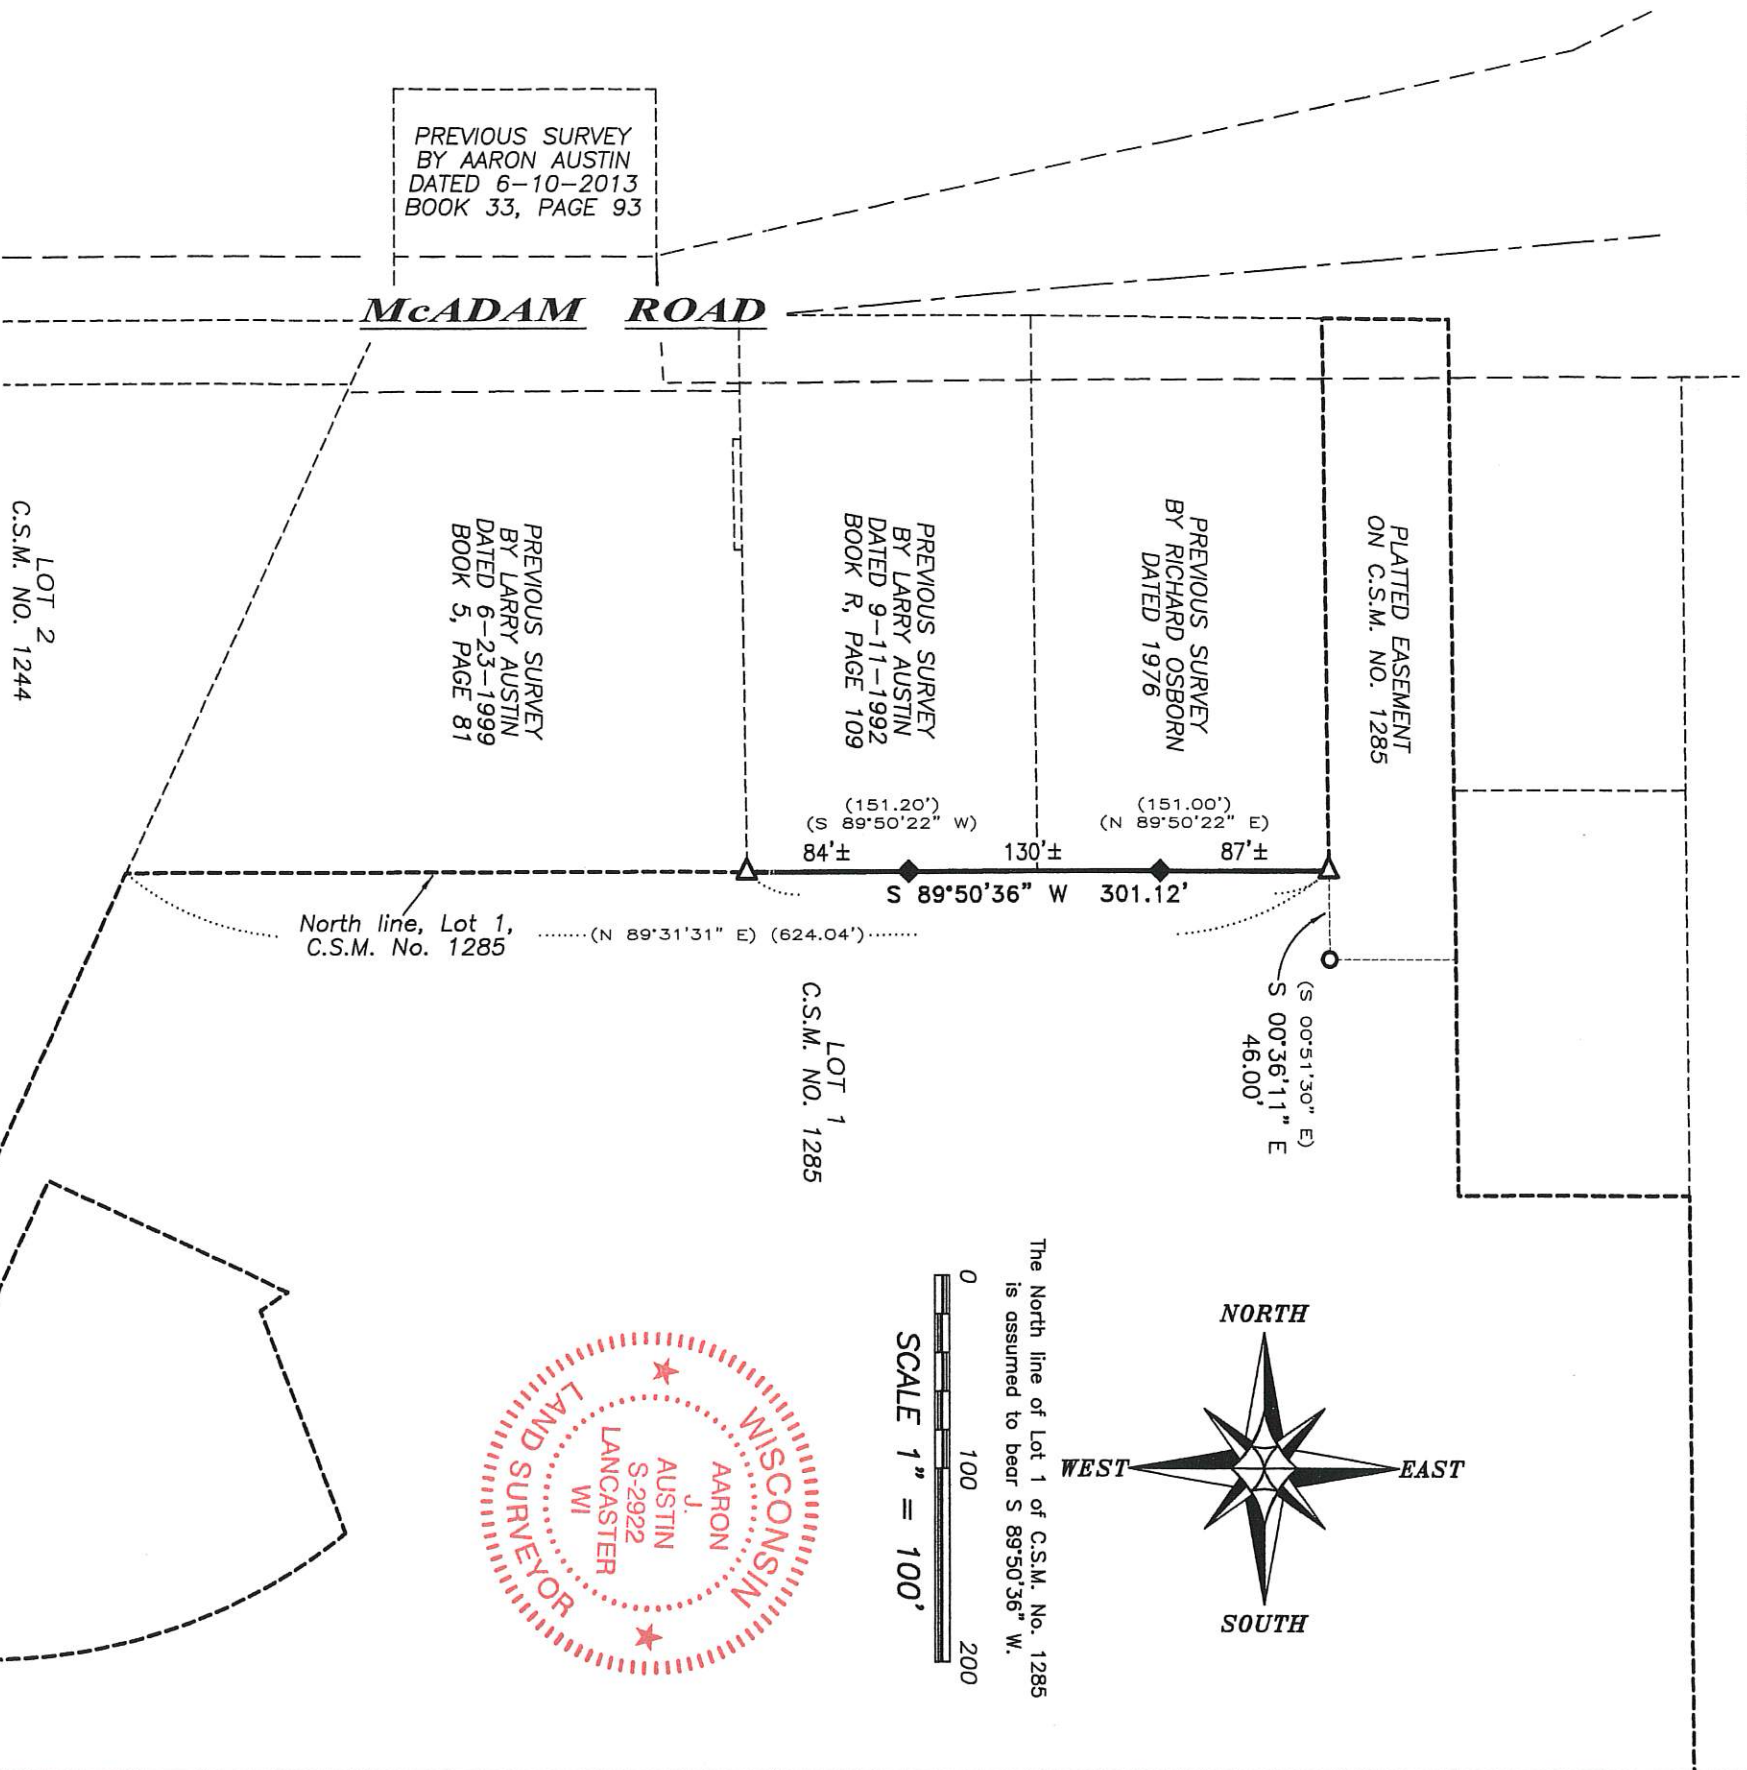 PREVIOUS SURVEY
BY AARON AUSTIN
DATED 6-10-2013
BOOK 33, PAGE 93
McADAM ROAD
LOT 2
C.S.M. NO. 1244
PREVIOUS SURVEY
BY LARRY AUSTIN
DATED 6-23-1999
BOOK 5, PAGE 81
PREVIOUS SURVEY
BY LARRY AUSTIN
DATED 9-11-1992
BOOK R, PAGE 109
PREVIOUS SURVEY
BY RICHARD OSBORN
DATED 1976
PLATTED EASEMENT
ON C.S.M. NO. 1285
(151.20')
(S 89°50'22" W)
(151.00')
(N 89°50'22" E)
84'±
130'±
87'±
S 89°50'36" W 301.12'
North line, Lot 1,
C.S.M. No. 1285
(N 89°31'31" E) (624.04')
(S 00°51'30" E)
S 00°36'11" E
46.00'
LOT 1
C.S.M. NO. 1285
The North line of Lot 1 of C.S.M. No. 1285
is assumed to bear S 89°50'36" W.
NORTH
WEST
EAST
SOUTH
0 100 200
SCALE 1" = 100'
WISCONSIN
AARON
J.
AUSTIN
S-2922
LANCASTER
WI
LAND SURVEYOR